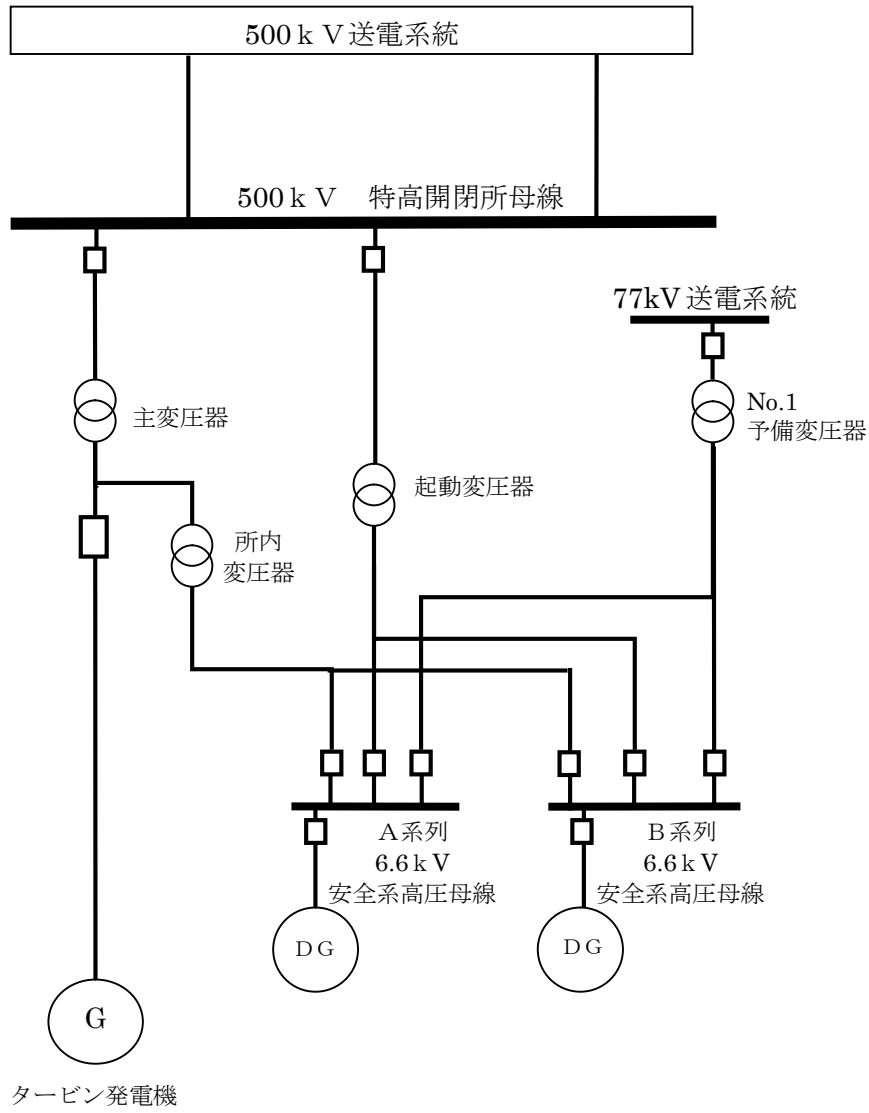 500ｋＶ送電系統
500ｋＶ　特高開閉所母線
77kV送電系統
主変圧器
No.1
予備変圧器
起動変圧器
所内
変圧器
Ａ系列
6.6ｋＶ
安全系高圧母線
Ｂ系列
6.6ｋＶ
安全系高圧母線
ＤＧ
ＤＧ
G
タービン発電機